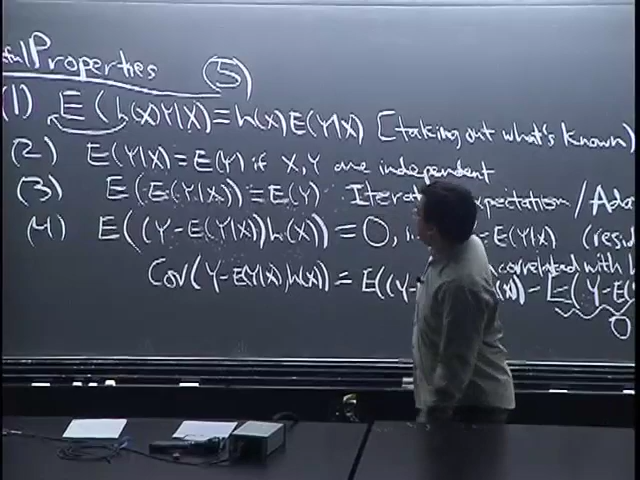 Properties (5)
(1) E(h(X)Y|X) = h(X)E(Y|X) [taking out what's known]
(2) E(Y|X) = E(Y) if X, Y are independent
(3) E(E(Y|X)) = E(Y) Iterated expectation/Ada
(4) E((Y-E(Y|X))h(X)) = 0, -E(Y|X) (resi
correlated with h
Cov(Y-E(Y|X), h(X)) = E((Y- (X)) - E(Y-E(
0